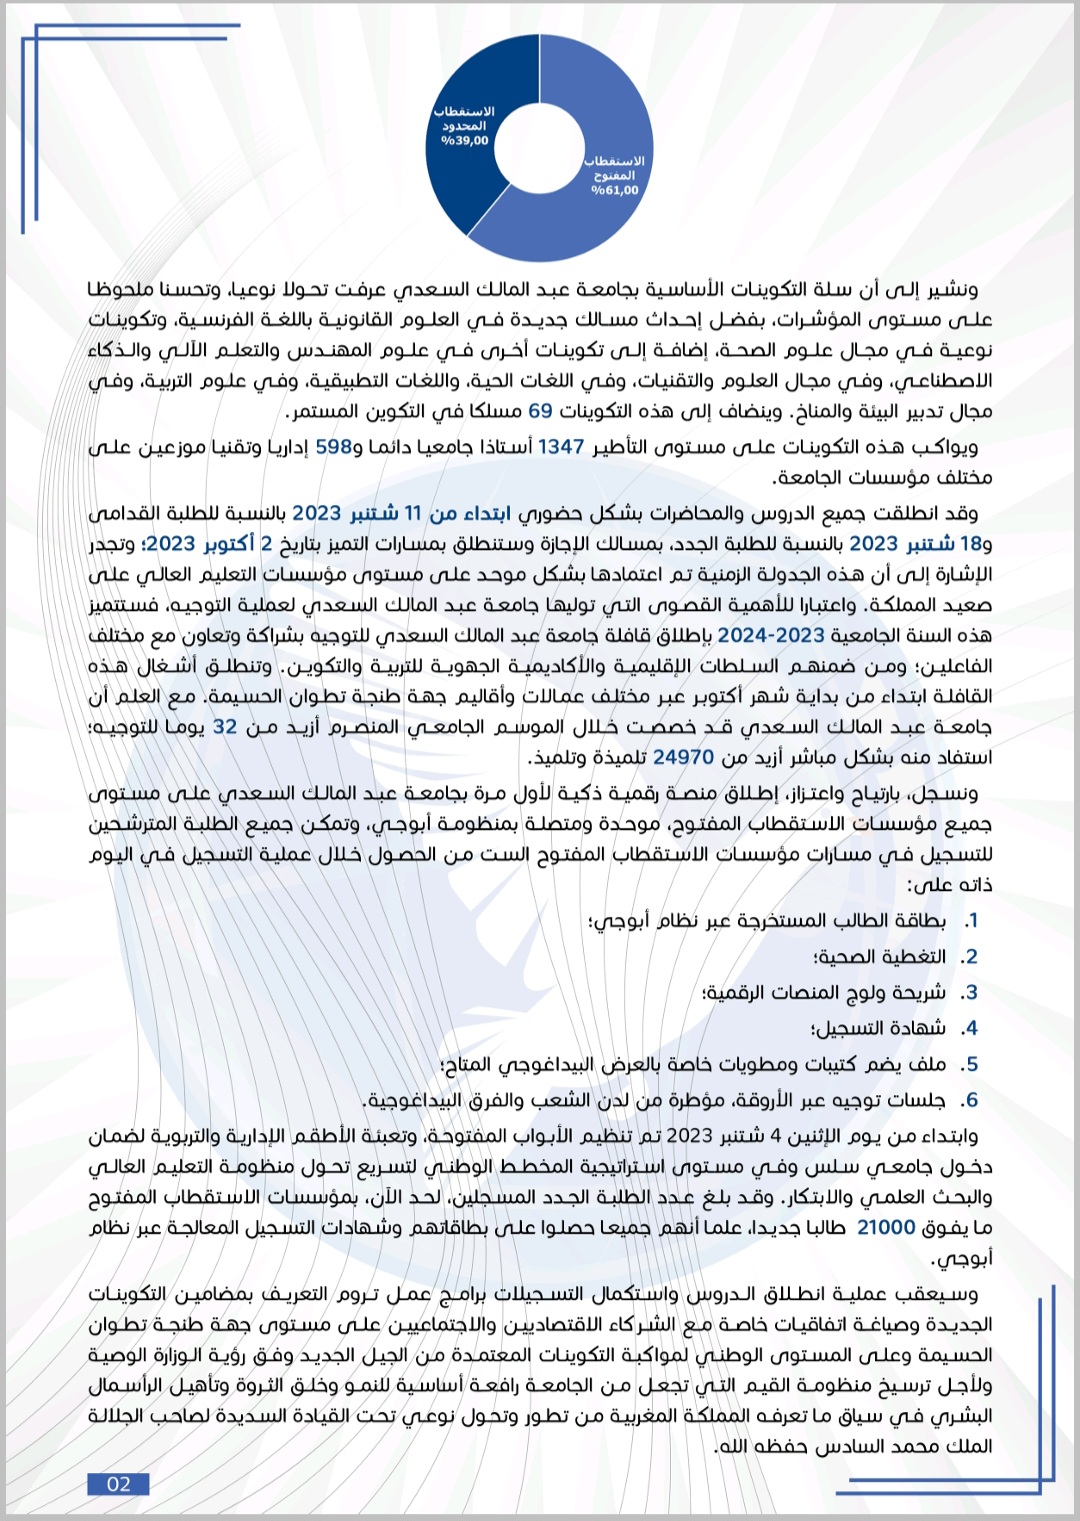 الاستقطاب
المحدود
%39,00
الاستقطاب
المفتوح
%61,00
ونشير إلى أن سلة التكوينات الأساسية بجامعة عبد المالك السعدي عرفت تحولا نوعيا، وتحسنا ملحوظا
على مستوى المؤشرات، بفضل إحداث مسالك جديدة في العلوم القانونية باللغة الفرنسية، وتكوينات
نوعية في مجال علوم الصحة، إضافة إلى تكوينات أخرى في علوم المهندس والتعلم الآلي والذكاء
الاصطناعي، وفي مجال العلوم والتقنيات، وفي اللغات الحية، واللغات التطبيقية، وفي علوم التربية، وفي
مجال تدبير البيئة والمناخ. وينضاف إلى هذه التكوينات 69 مسلكا في التكوين المستمر.
ويواكب هذه التكوينات على مستوى التأطير 1347 أستاذا جامعيا دائما و598 إداريا وتقنيا موزعين على
مختلف مؤسسات الجامعة.
وقد انطلقت جميع الدروس والمحاضرات بشكل حضوري ابتداء من 11 شتنبر 2023 بالنسبة للطلبة القدامى
و18 شتنبر 2023 بالنسبة للطلبة الجدد، بمسالك الإجازة وستنطلق بمسارات التميز بتاريخ 2 أكتوبر 2023؛ وتجدر
الإشارة إلى أن هذه الجدولة الزمنية تم اعتمادها بشكل موحد على مستوى مؤسسات التعليم العالي على
صعيد المملكة. واعتبارا للأهمية القصوى التي توليها جامعة عبد المالك السعدي لعملية التوجيه، فستتميز
هذه السنة الجامعية 2023-2024 بإطلاق قافلة جامعة عبد المالك السعدي للتوجيه بشراكة وتعاون مع مختلف
الفاعلين؛ ومن ضمنهم السلطات الإقليمية والأكاديمية الجهوية للتربية والتكوين. وتنطلق أشغال هذه
القافلة ابتداء من بداية شهر أكتوبر عبر مختلف عمالات وأقاليم جهة طنجة تطوان الحسيمة. مع العلم أن
جامعة عبد المالك السعدي قد خصصت خلال الموسم الجامعي المنصرم أزيد من 32 يوما للتوجيه؛
استفاد منه بشكل مباشر أزيد من 24970 تلميذة وتلميذ.
ونسجل، بارتياح واعتزاز، إطلاق منصة رقمية ذكية لأول مرة بجامعة عبد المالك السعدي على مستوى
جميع مؤسسات الاستقطاب المفتوح، موحدة ومتصلة بمنظومة أبوجي، وتمكن جميع الطلبة المترشحين
للتسجيل في مسارات مؤسسات الاستقطاب المفتوح الست من الحصول خلال عملية التسجيل في اليوم
ذاته على:
1. بطاقة الطالب المستخرجة عبر نظام أبوجي؛
2. التغطية الصحية؛
3. شريحة ولوج المنصات الرقمية؛
4. شهادة التسجيل؛
5. ملف يضم كتيبات ومطويات خاصة بالعرض البيداغوجي المتاح؛
6. جلسات توجيه عبر الأروقة، مؤطرة من لدن الشعب والفرق البيداغوجية.
وابتداء من يوم الإثنين 4 شتنبر 2023 تم تنظيم الأبواب المفتوحة، وتعبئة الأطقم الإدارية والتربوية لضمان
دخول جامعي سلس وفي مستوى استراتيجية المخطط الوطني لتسريع تحول منظومة التعليم العالي
والبحث العلمي والابتكار. وقد بلغ عدد الطلبة الجدد المسجلين، لحد الآن، بمؤسسات الاستقطاب المفتوح
ما يفوق 21000 طالبا جديدا، علما أنهم جميعا حصلوا على بطاقاتهم وشهادات التسجيل المعالجة عبر نظام
أبوجي.
وسيعقب عملية انطلاق الدروس واستكمال التسجيلات برامج عمل تروم التعريف بمضامين التكوينات
الجديدة وصياغة اتفاقيات خاصة مع الشركاء الاقتصاديين والاجتماعيين على مستوى جهة طنجة تطوان
الحسيمة وعلى المستوى الوطني لمواكبة التكوينات المعتمدة من الجيل الجديد وفق رؤية الوزارة الوصية
ولأجل ترسيخ منظومة القيم التي تجعل من الجامعة رافعة أساسية للنمو وخلق الثروة وتأهيل الرأسمال
البشري في سياق ما تعرفه المملكة المغربية من تطور وتحول نوعي تحت القيادة السديدة لصاحب الجلالة
الملك محمد السادس حفظه الله.
02